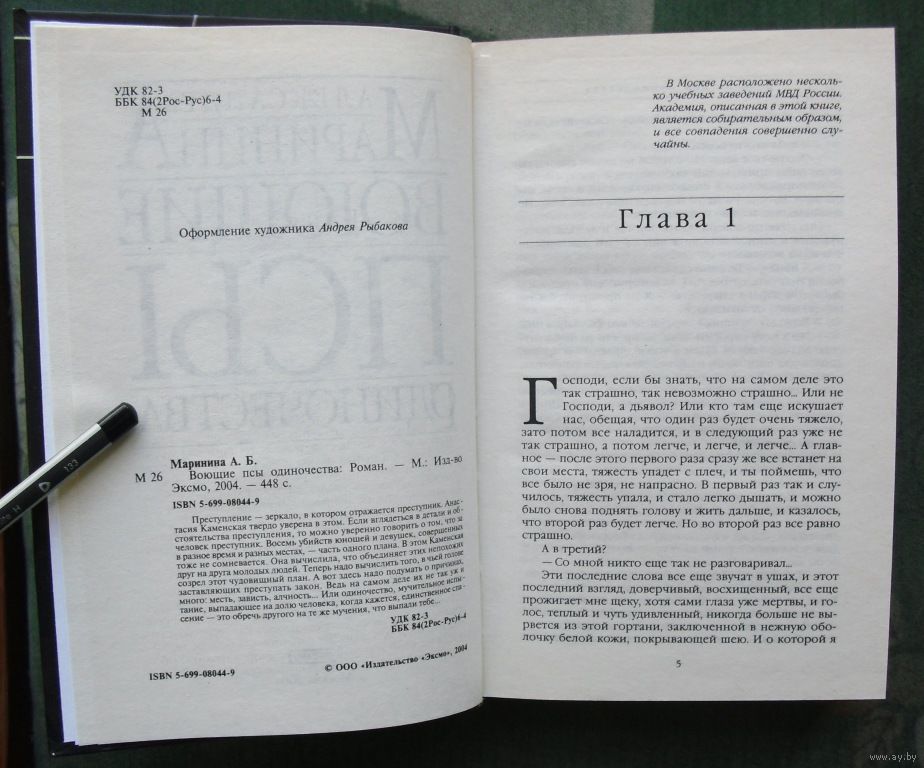 УДК 82-3
ББК 84(2Рос-Рус)6-4
М 26
Оформление художника Андрея Рыбакова
Маринина А. Б.
М 26 Воющие псы одиночества: Роман. — М.: Изд-во
Эксмо, 2004. — 448 с.
ISBN 5-699-08044-9
Преступление — зеркало, в котором отражается преступник. Анас-
тасия Каменская твердо уверена в этом. Если вглядеться в детали и об-
стоятельства преступления, то можно уверенно говорить о том, что за
человек преступник. Восемь убийств юношей и девушек, совершенных
в разное время и разных местах, — часть одного плана. В этом Каменская
тоже не сомневается. Она вычислила, что объединяет этих непохожих
друг на друга молодых людей. Теперь надо вычислить того, в чьей голове
созрел этот чудовищный план. А вот здесь надо подумать о причинах,
заставляющих преступать закон. Ведь на самом деле их не так уж и
много: месть, зависть, алчность... Или одиночество, мучительное испы-
тание, выпадающее на долю человека, когда кажется, единственное спа-
сение — это обречь другого на те же мучения, что выпали тебе...
УДК 82-3
ББК 84(2Рос-Рус)6-4
ISBN 5-699-08044-9
© ООО «Издательство «Эксмо», 2004
В Москве расположено несколь-
ко учебных заведений МВД России.
Академия, описанная в этой книге,
является собирательным образом,
и все совпадения совершенно слу-
чайны.
Глава 1
Господи, если бы знать, что на самом деле это
так страшно, так невозможно страшно... Или не
Господи, а дьявол? Или кто там еще искушает
нас, обещая, что один раз будет очень тяжело,
зато потом все наладится, и в следующий раз уже не
так страшно, а потом легче, и легче, и легче... А глав-
ное — после этого первого раза сразу же все встанет на
свои места, тяжесть упадет с плеч, и ты поймешь, что
все было не зря, не напрасно. В первый раз так и слу-
чилось, тяжесть упала, и стало легко дышать, и можно
было снова поднять голову и жить дальше, и казалось,
что второй раз будет легче. Но во второй раз все равно
страшно.
А в третий?
— Со мной никто еще так не разговаривал...
Эти последние слова все еще звучат в ушах, и этот
последний взгляд, доверчивый, восхищенный, все еще
прожигает мне щеку, хотя сами глаза уже мертвы, и го-
лос, теплый и чуть удивленный, никогда больше не вы-
рвется из этой гортани, заключенной в нежную обо-
лочку белой кожи, покрывающей шею. И о которой я
5
www.ay.by